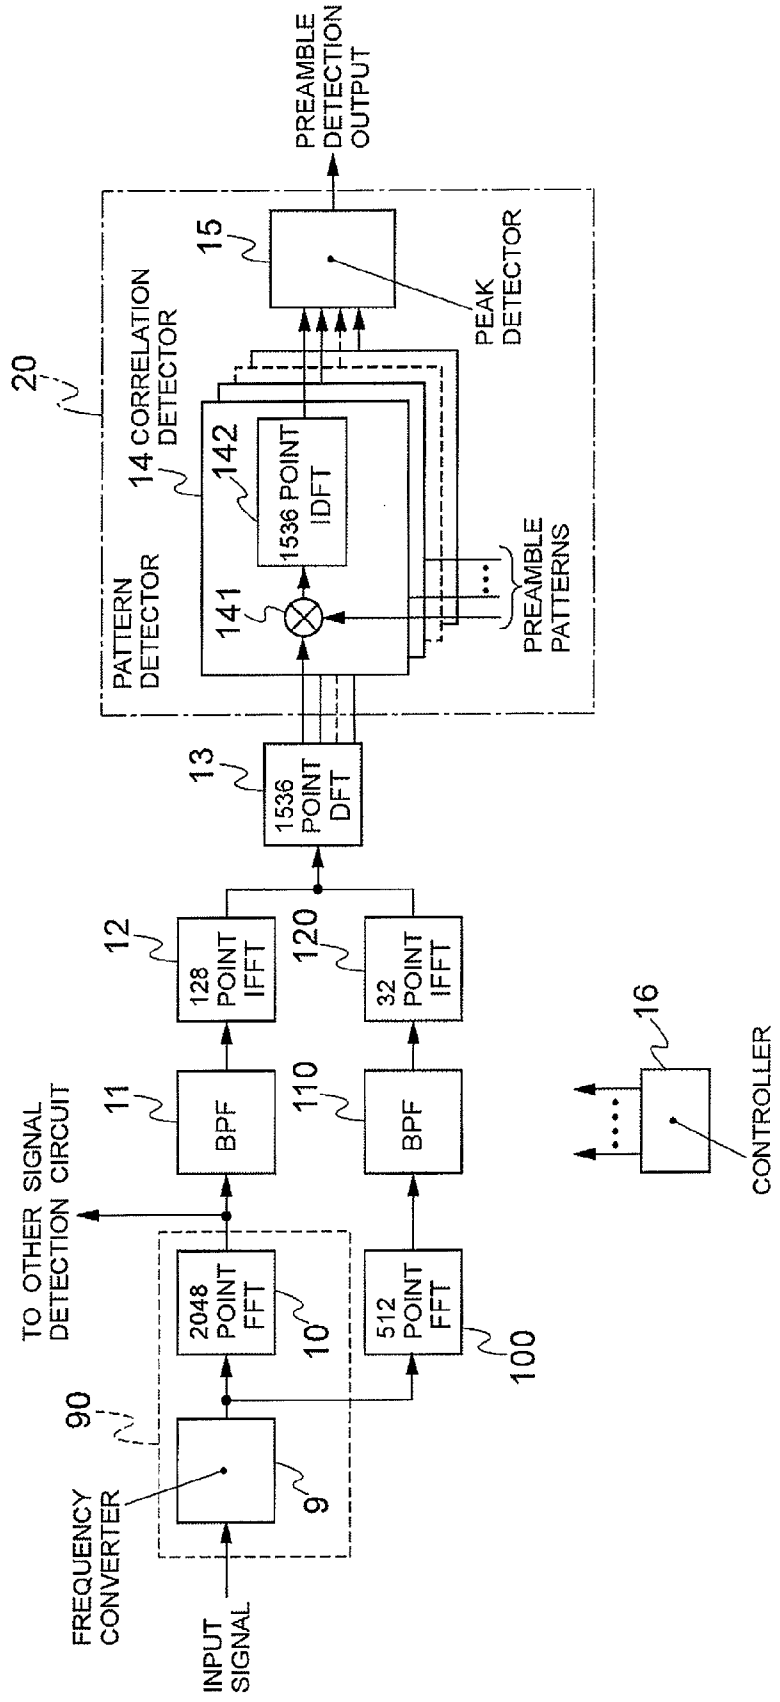 INPUT
SIGNAL
FREQUENCY
CONVERTER
90
9
2048
POINT
FFT
10
TO OTHER SIGNAL
DETECTION CIRCUIT
512
POINT
FFT
100
BPF
11
BPF
110
128
POINT
IFFT
12
32
POINT
IFFT
120
1536
POINT
DFT
13
PATTERN
DETECTOR
20
14 CORRELATION
DETECTOR
141
142
1536 POINT
IDFT
PREAMBLE
PATTERNS
15
PEAK
DETECTOR
PREAMBLE
DETECTION
OUTPUT
16
CONTROLLER